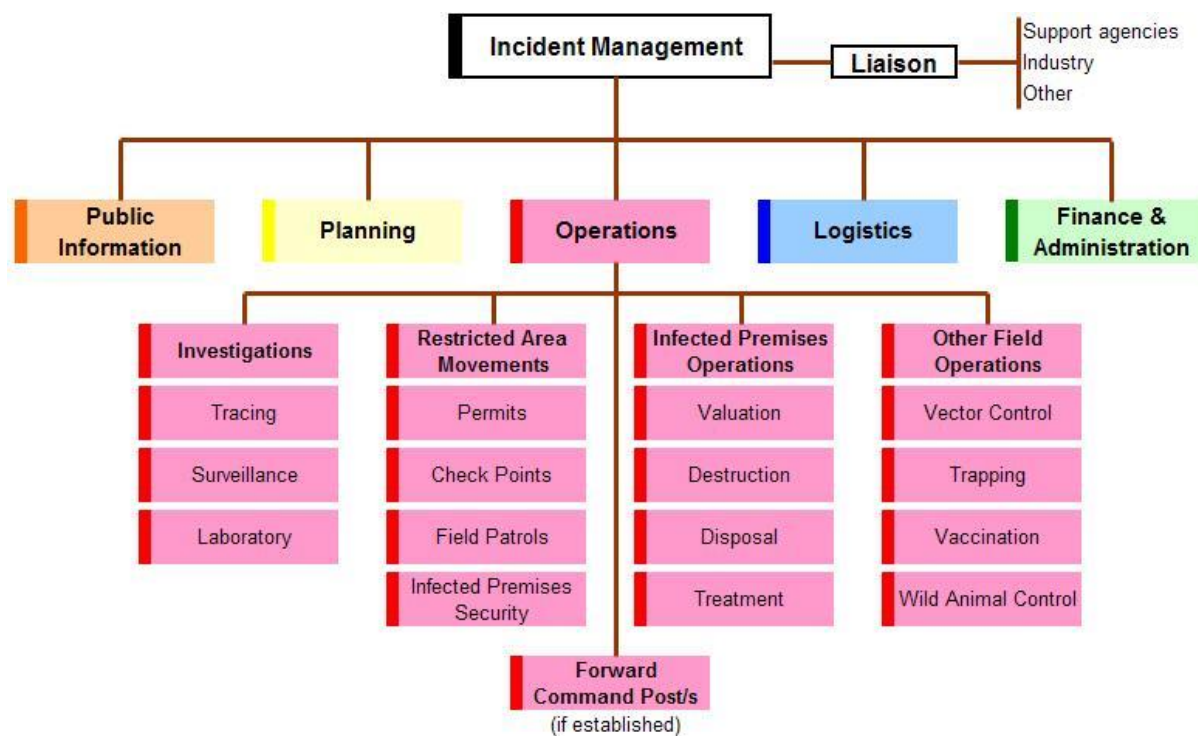 Incident Management
Liaison
Support agencies
Industry
Other
Public
Information
Planning
Operations
Logistics
Finance &
Administration
Investigations
Tracing
Surveillance
Laboratory
Restricted Area
Movements
Permits
Check Points
Field Patrols
Infected Premises
Security
Infected Premises
Operations
Valuation
Destruction
Disposal
Treatment
Other Field
Operations
Vector Control
Trapping
Vaccination
Wild Animal Control
Forward
Command Post/s
(if established)